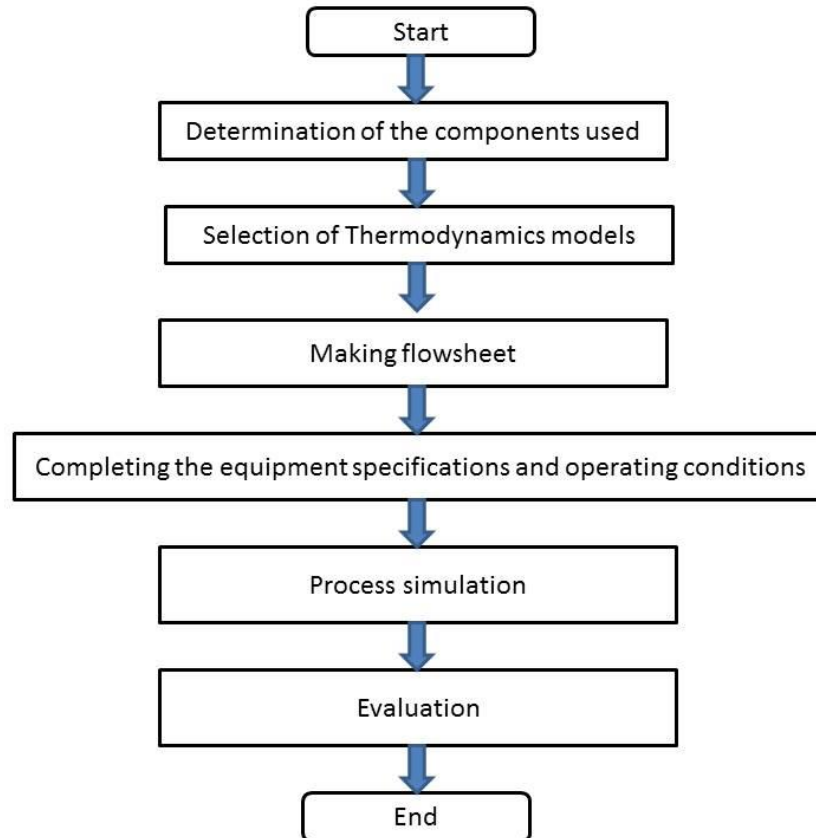 Start
Determination of the components used
Selection of Thermodynamics models
Making flowsheet
Completing the equipment specifications and operating conditions
Process simulation
Evaluation
End